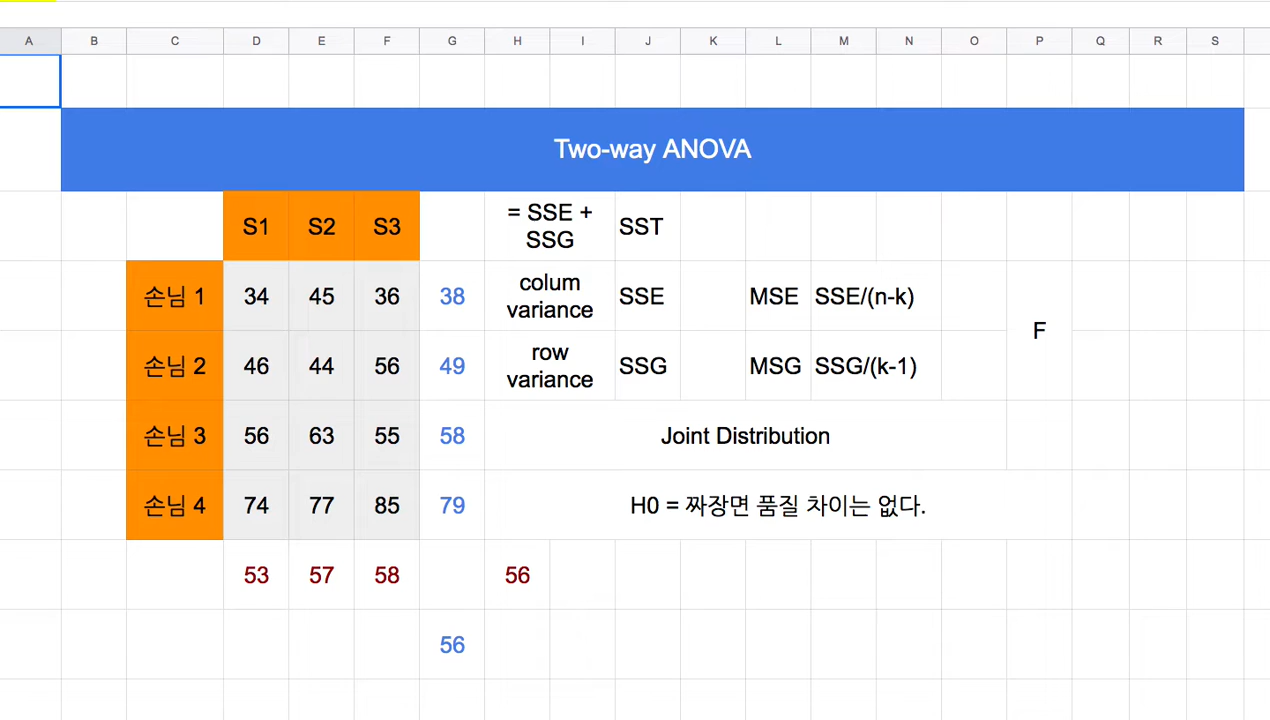 A B C D E F G H I J K L M N O P Q R S
Two-way ANOVA
S1 S2 S3 = SSE + SSG SST
손님 1 34 45 36 38 colum variance SSE MSE SSE/(n-k)
F
손님 2 46 44 56 49 row variance SSG MSG SSG/(k-1)
손님 3 56 63 55 58 Joint Distribution
손님 4 74 77 85 79 H0 = 짜장면 품질 차이는 없다.
53 57 58 56
56